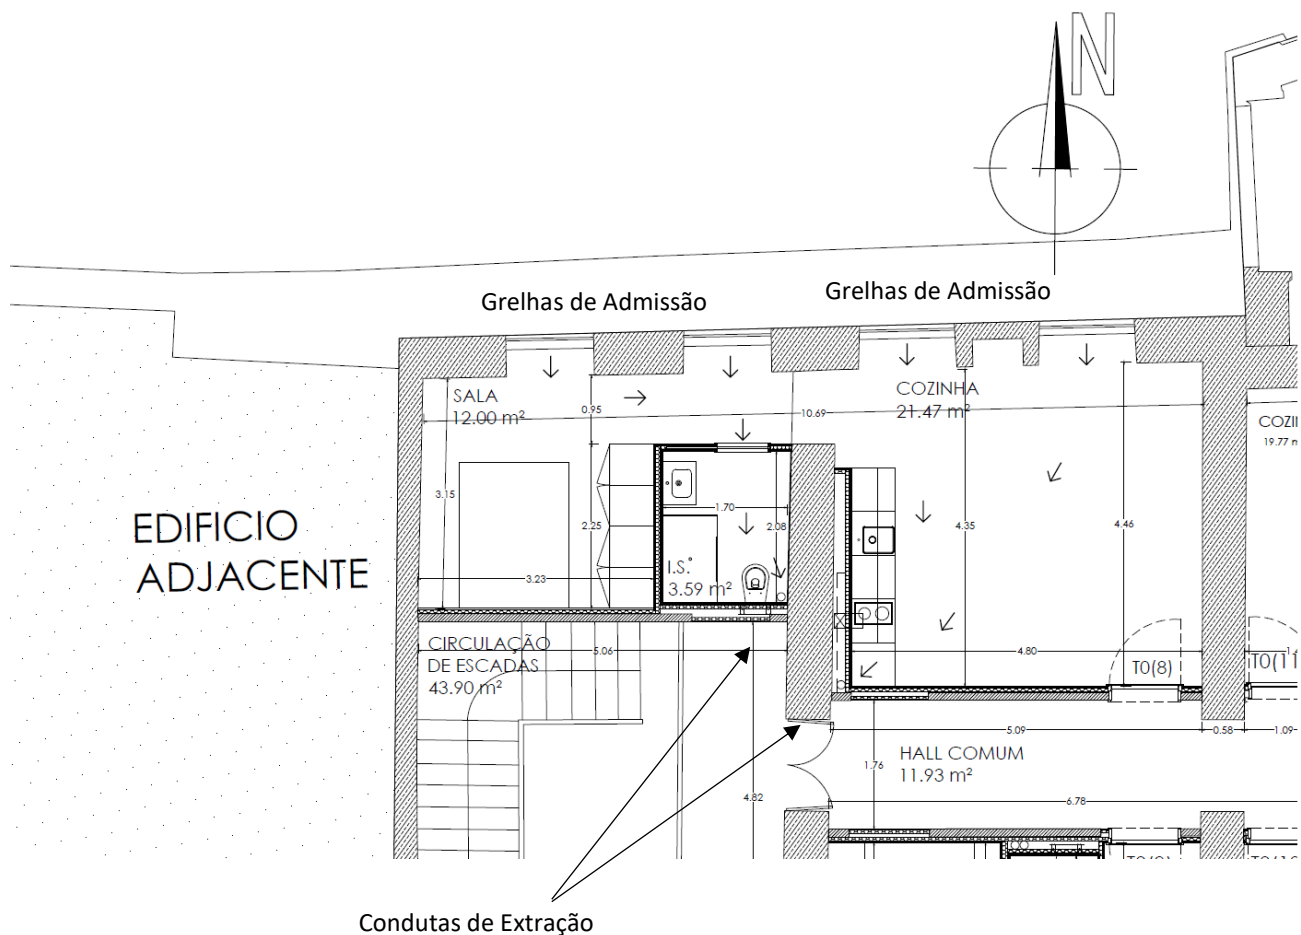 N
Grelhas de Admissão
Grelhas de Admissão
SALA
12.00 m²
COZINHA
21.47 m²
0.95
10.69
COZI
19.77 m
3.15
2.25
1.70
2.08
4.35
4.46
EDIFICIO
ADJACENTE
I.S.
3.59 m²
3.23
CIRCULAÇÃO
DE ESCADAS
43.90 m²
5.06
4.80
T0(8)
T0(11
1.
5.09
0.58
1.09
HALL COMUM
11.93 m²
1.76
4.82
6.78
Condutas de Extração